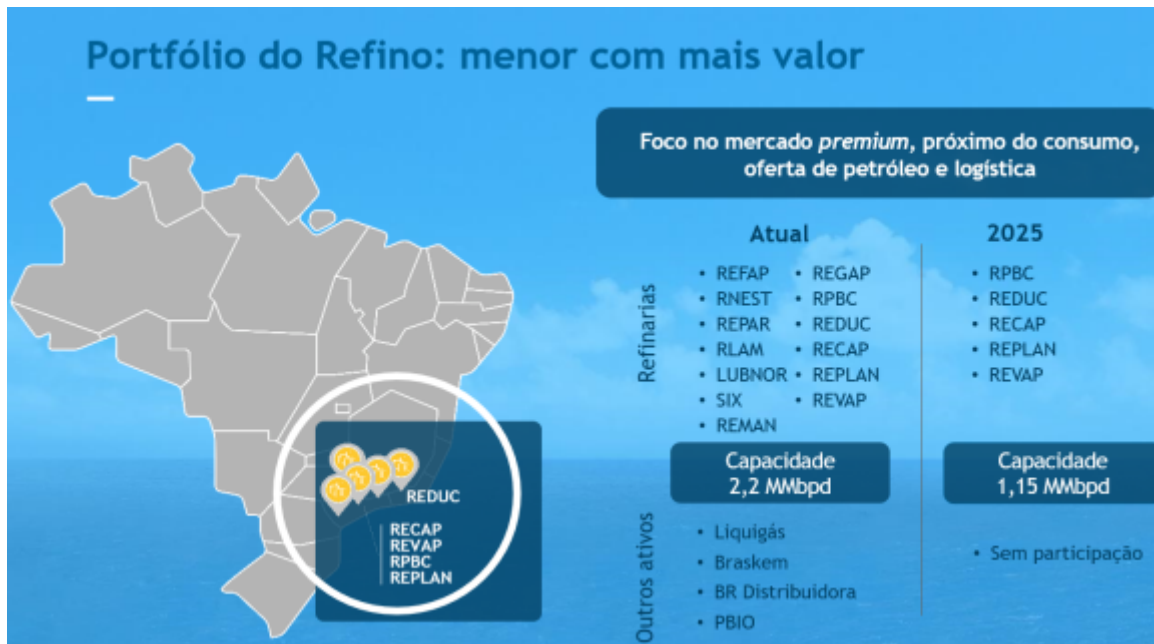 Portfólio do Refino: menor com mais valor
Foco no mercado premium, próximo do consumo,
oferta de petróleo e logística
Atual
2025
Refinarias
• REFAP
• RNEST
• REPAR
• RLAM
• LUBNOR
• SIX
• REMAN
• REGAP
• RPBC
• REDUC
• RECAP
• REPLAN
• REVAP
• RPBC
• REDUC
• RECAP
• REPLAN
• REVAP
Capacidade
2,2 MMbpd
Capacidade
1,15 MMbpd
Outros ativos
• Liquigás
• Braskem
• BR Distribuidora
• PBIO
• Sem participação
REDUC
RECAP
REVAP
RPBC
REPLAN